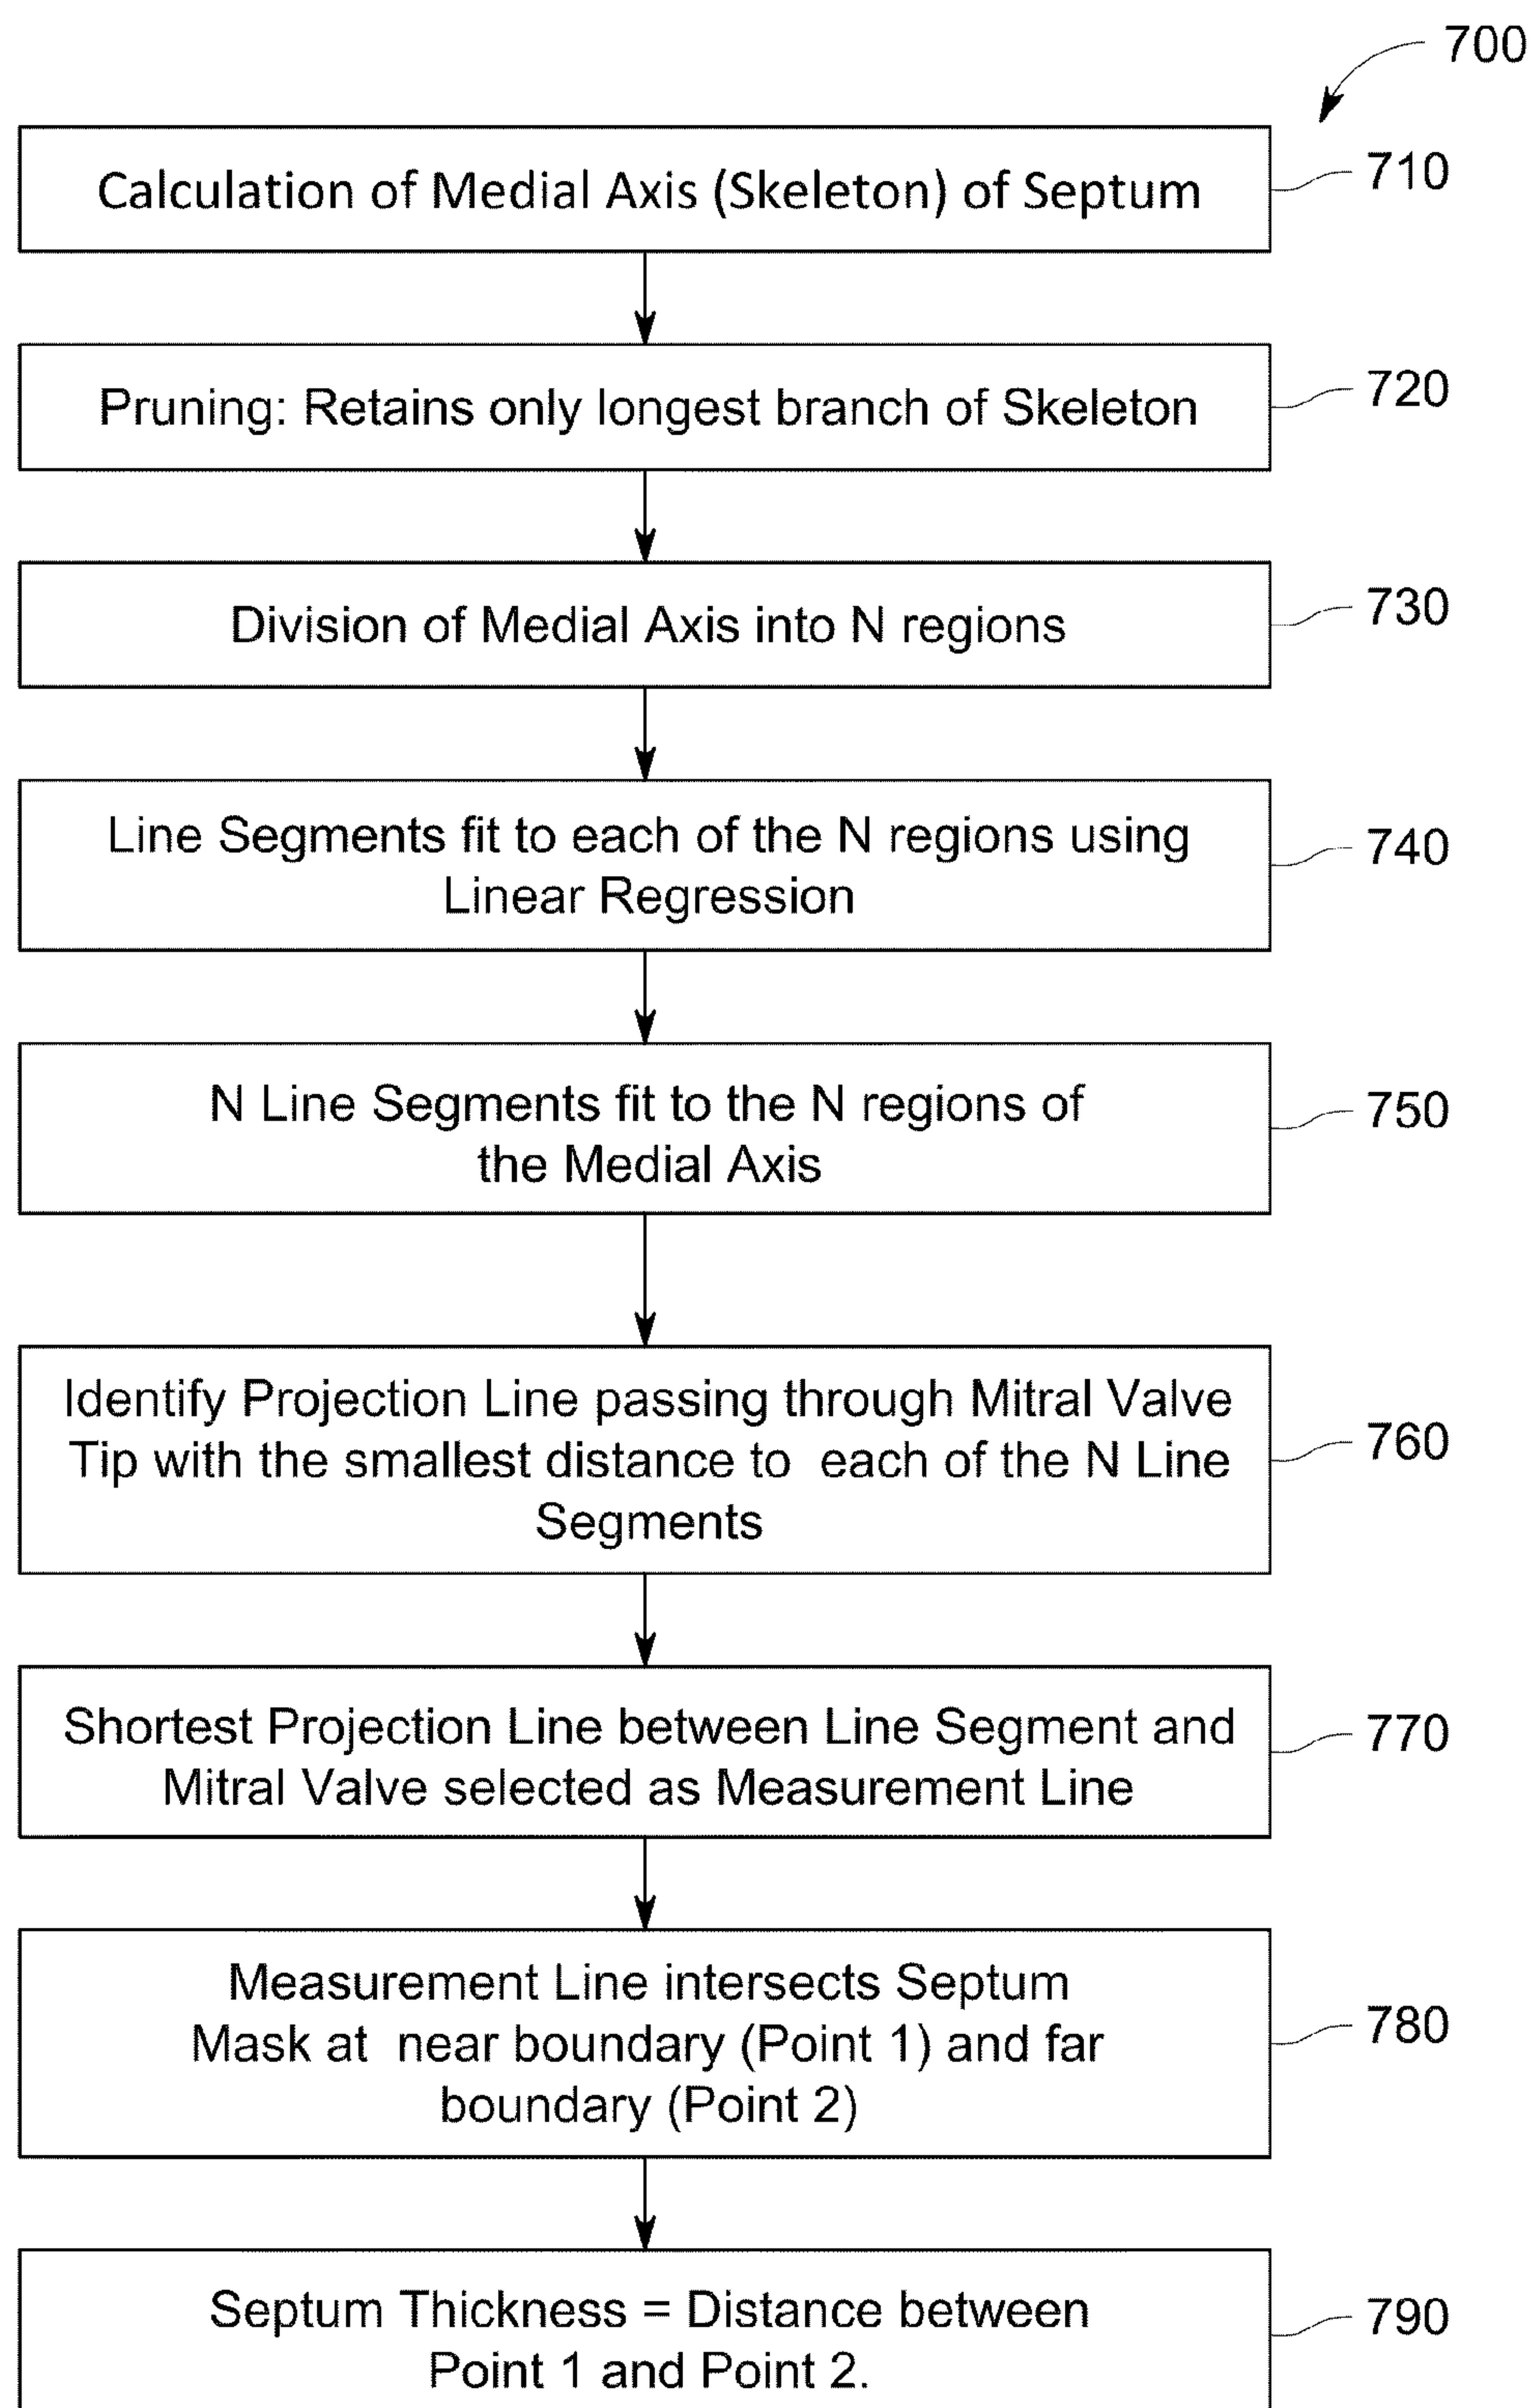 700
Calculation of Medial Axis (Skeleton) of Septum
710
Pruning: Retains only longest branch of Skeleton
720
Division of Medial Axis into N regions
730
Line Segments fit to each of the N regions using
Linear Regression
740
N Line Segments fit to the N regions of
the Medial Axis
750
Identify Projection Line passing through Mitral Valve
Tip with the smallest distance to each of the N Line
Segments
760
Shortest Projection Line between Line Segment and
Mitral Valve selected as Measurement Line
770
Measurement Line intersects Septum
Mask at near boundary (Point 1) and far
boundary (Point 2)
780
Septum Thickness = Distance between
Point 1 and Point 2.
790